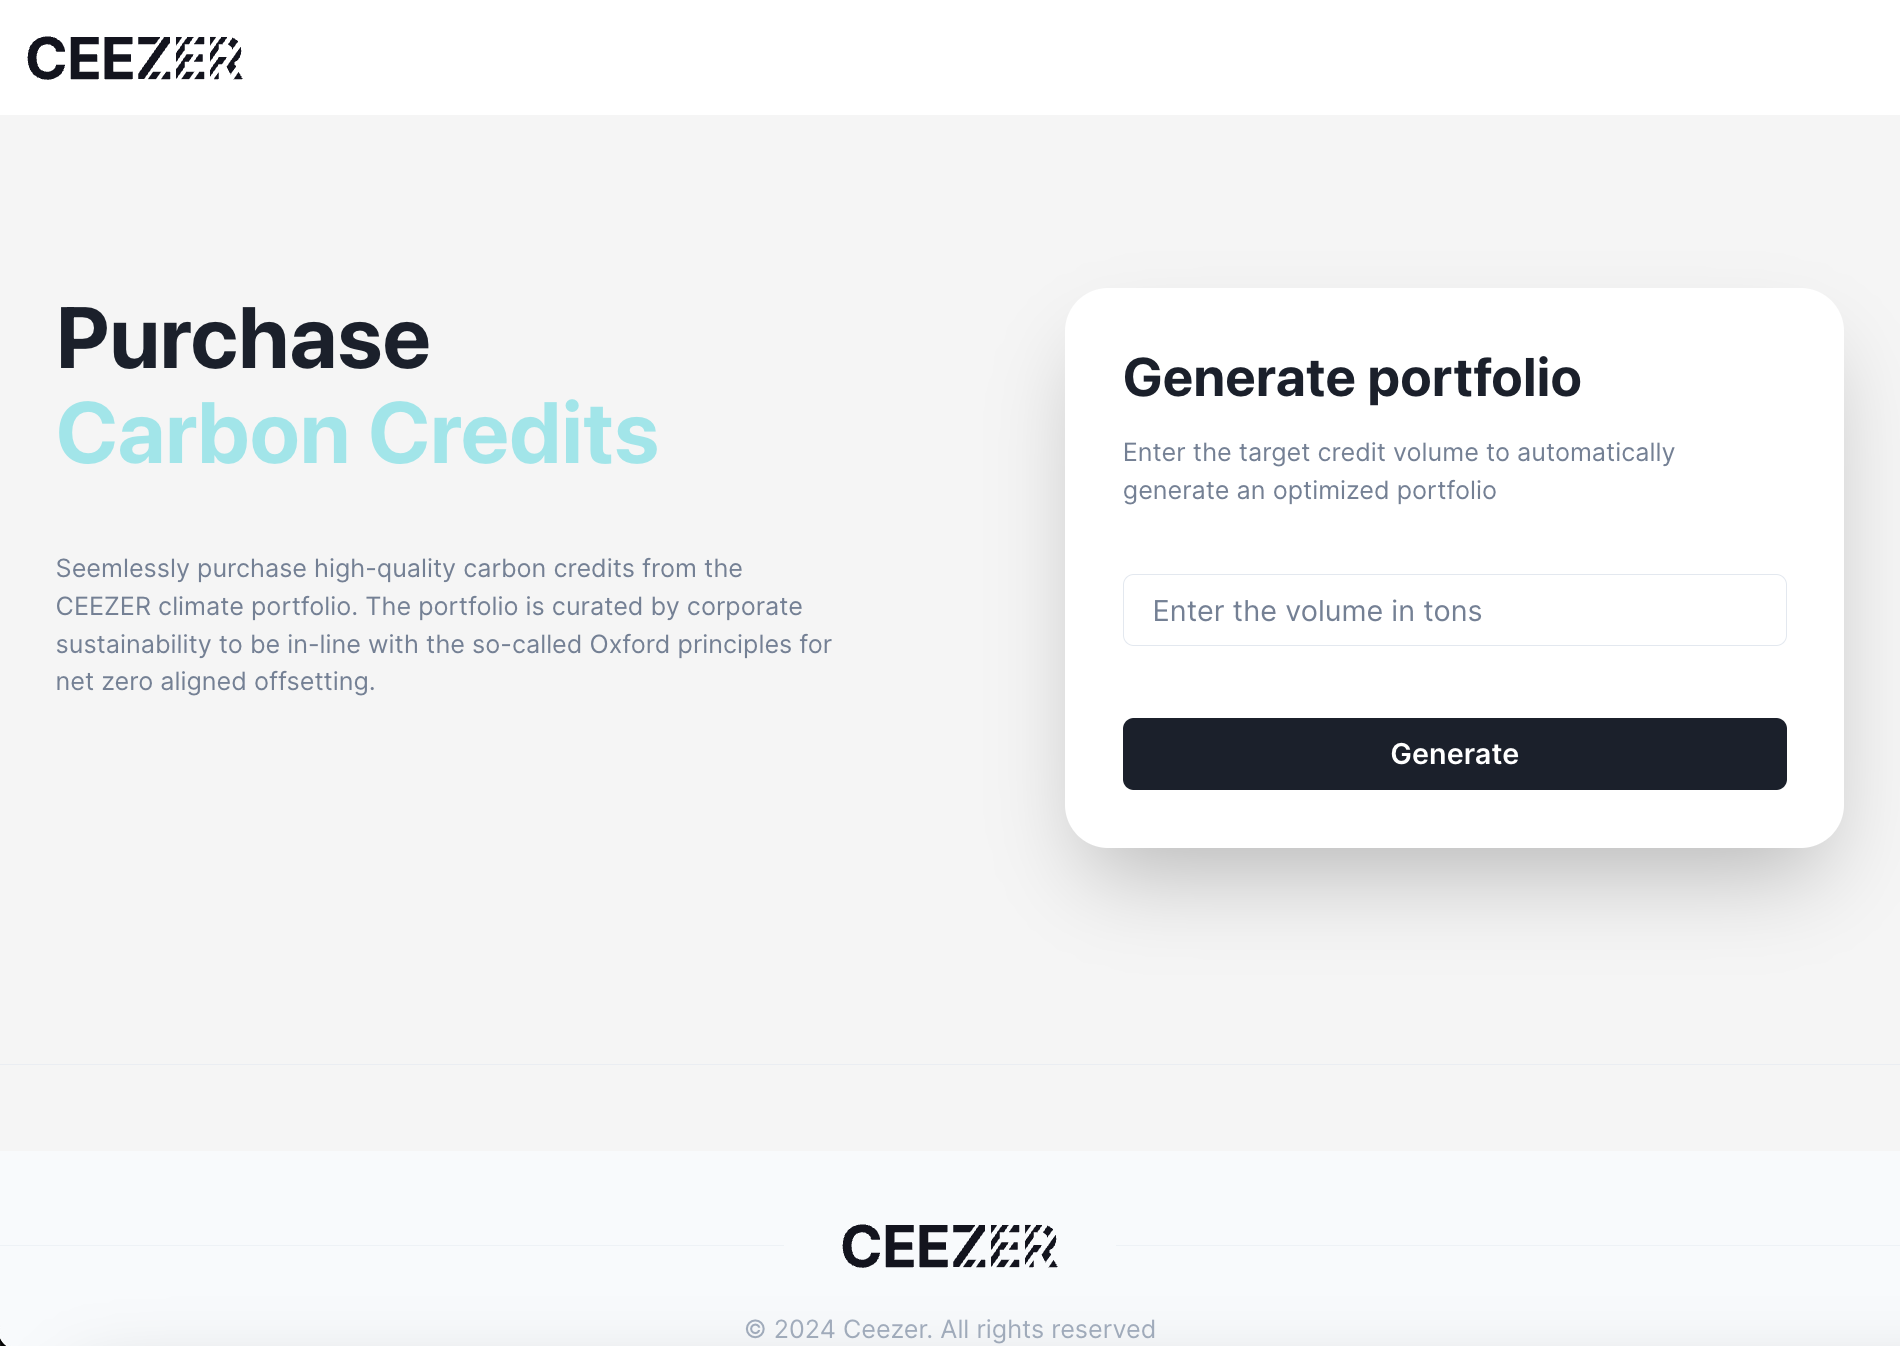 CEEZER
Purchase
Carbon Credits
Seemlessly purchase high-quality carbon credits from the
CEEZER climate portfolio. The portfolio is curated by corporate
sustainability to be in-line with the so-called Oxford principles for
net zero aligned offsetting.
Generate portfolio
Enter the target credit volume to automatically
generate an optimized portfolio
Enter the volume in tons
Generate
CEEZER
© 2024 Ceezer. All rights reserved